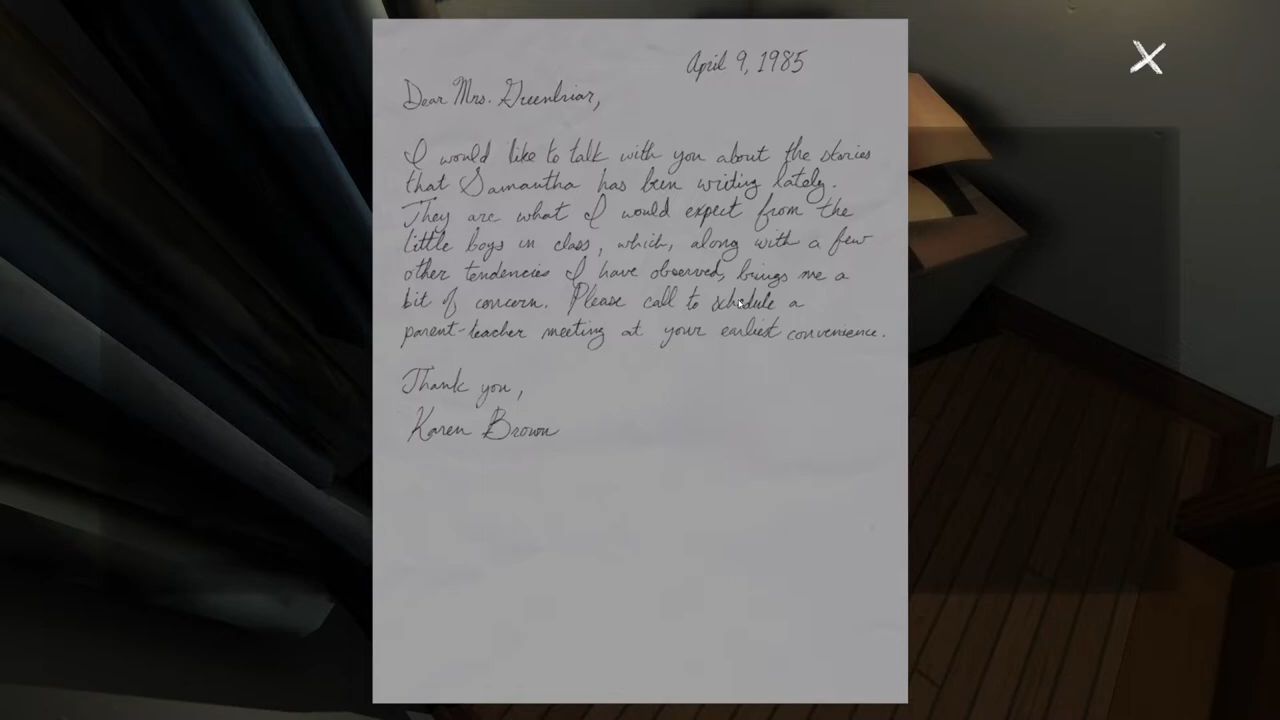 April 9, 1985
Dear Mrs. Greenbriar,
I would like to talk with you about the stories
that Samantha has been writing lately.
They are what I would expect from the
little boys in class, which, along with a few
other tendencies I have observed, brings me a
bit of concern. Please call to schedule a
parent-teacher meeting at your earliest convenience.
Thank you,
Karen Brown